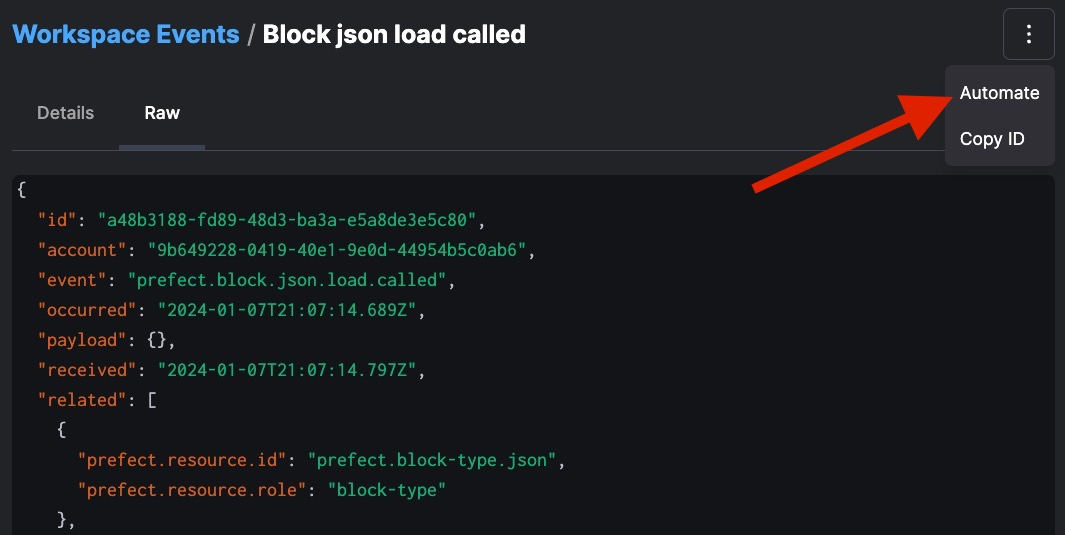 Workspace Events / Block json load called
Automate
Details Raw
Copy ID
{
"id": "a48b3188-fd89-48d3-ba3a-e5a8de3e5c80",
"account": "9b649228-0419-40e1-9e0d-44954b5c0ab6",
"event": "prefect.block.json.load.called",
"occurred": "2024-01-07T21:07:14.689Z",
"payload": {},
"received": "2024-01-07T21:07:14.797Z",
"related": [
{
"prefect.resource.id": "prefect.block-type.json",
"prefect.resource.role": "block-type"
},